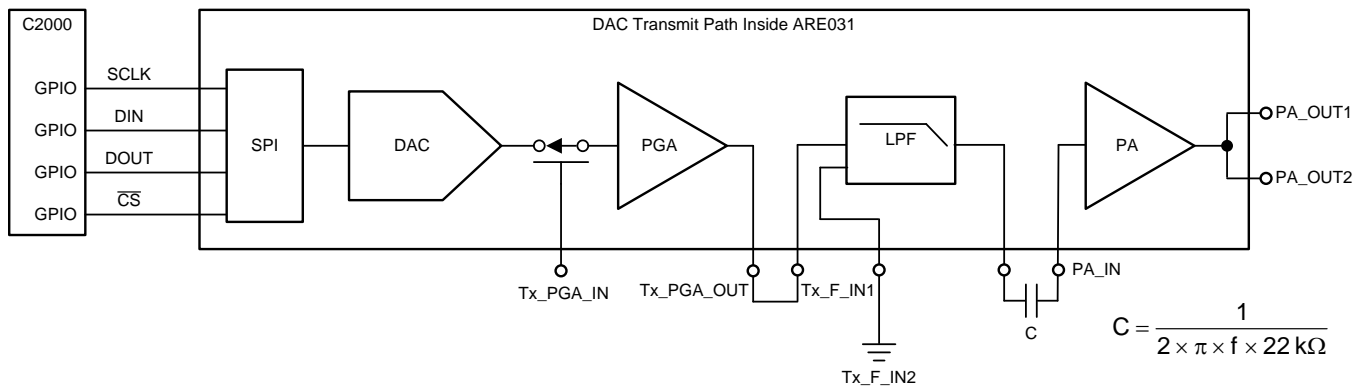 C2000
DAC Transmit Path Inside ARE031
GPIO
SCLK
GPIO
DIN
GPIO
DOUT
GPIO
CS
SPI
DAC
PGA
LPF
PA
PA_OUT1
PA_OUT2
Tx_PGA_IN
Tx_PGA_OUT
Tx_F_IN1
PA_IN
C
Tx_F_IN2
C = 1 / 2 × π × f × 22 kΩ